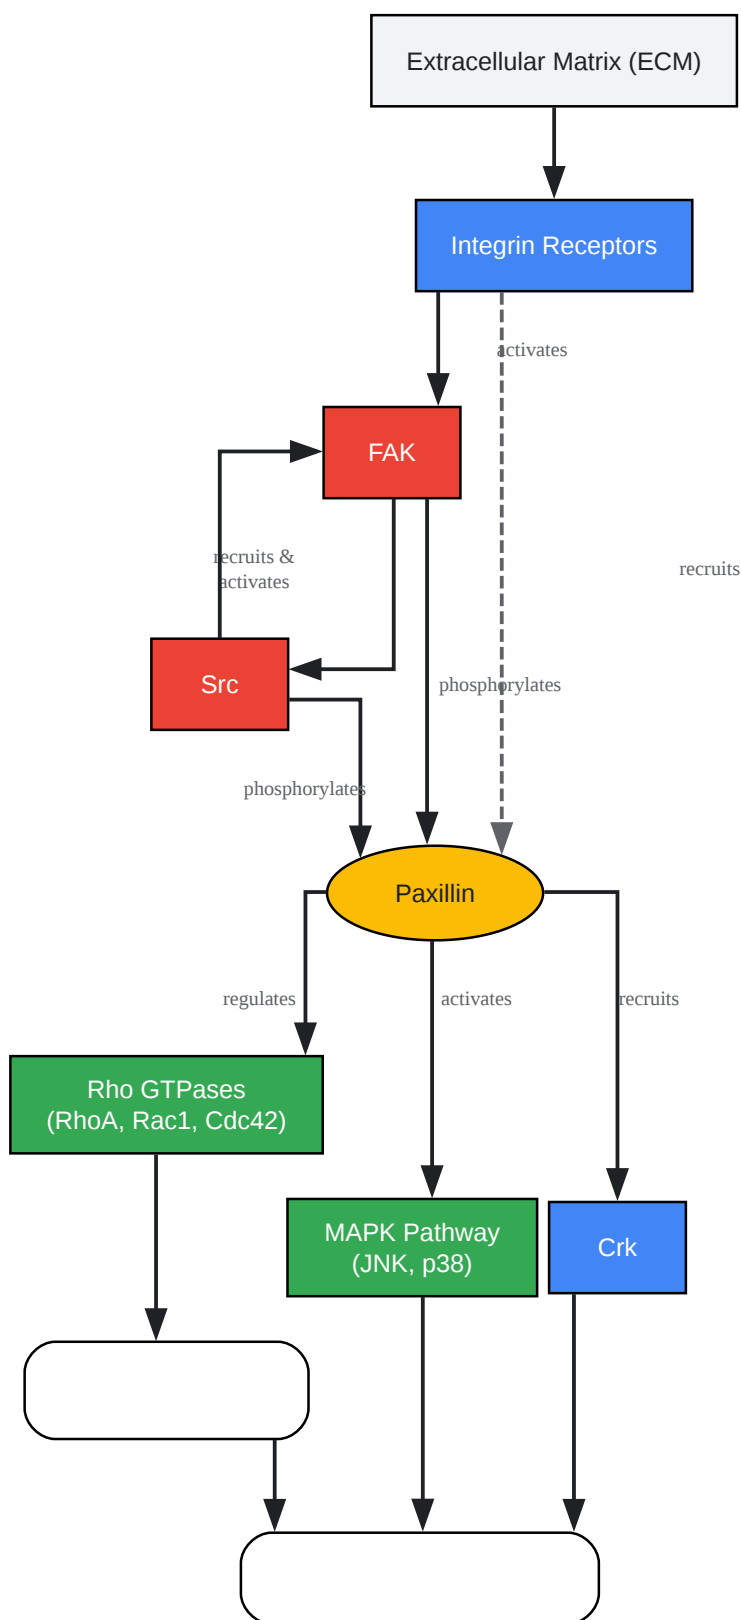 Extracellular Matrix (ECM)
Integrin Receptors
activates
FAK
recruits &
activates
recruits
Src
phosphorylates
phosphorylates
Paxillin
regulates
activates
recruits
Rho GTPases
(RhoA, Rac1, Cdc42)
MAPK Pathway
(JNK, p38)
Crk